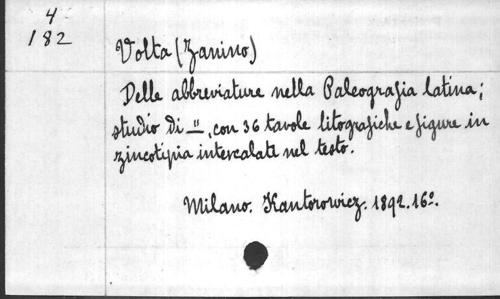 4
182
Volta (Zanino)
Delle abbreviature nella Paleografia latina;
studio di — " —, con 36 tavole litografiche e figure in
zincotipia intercalate nel testo.
Milano. Kantorowicz. 1892. 16º.